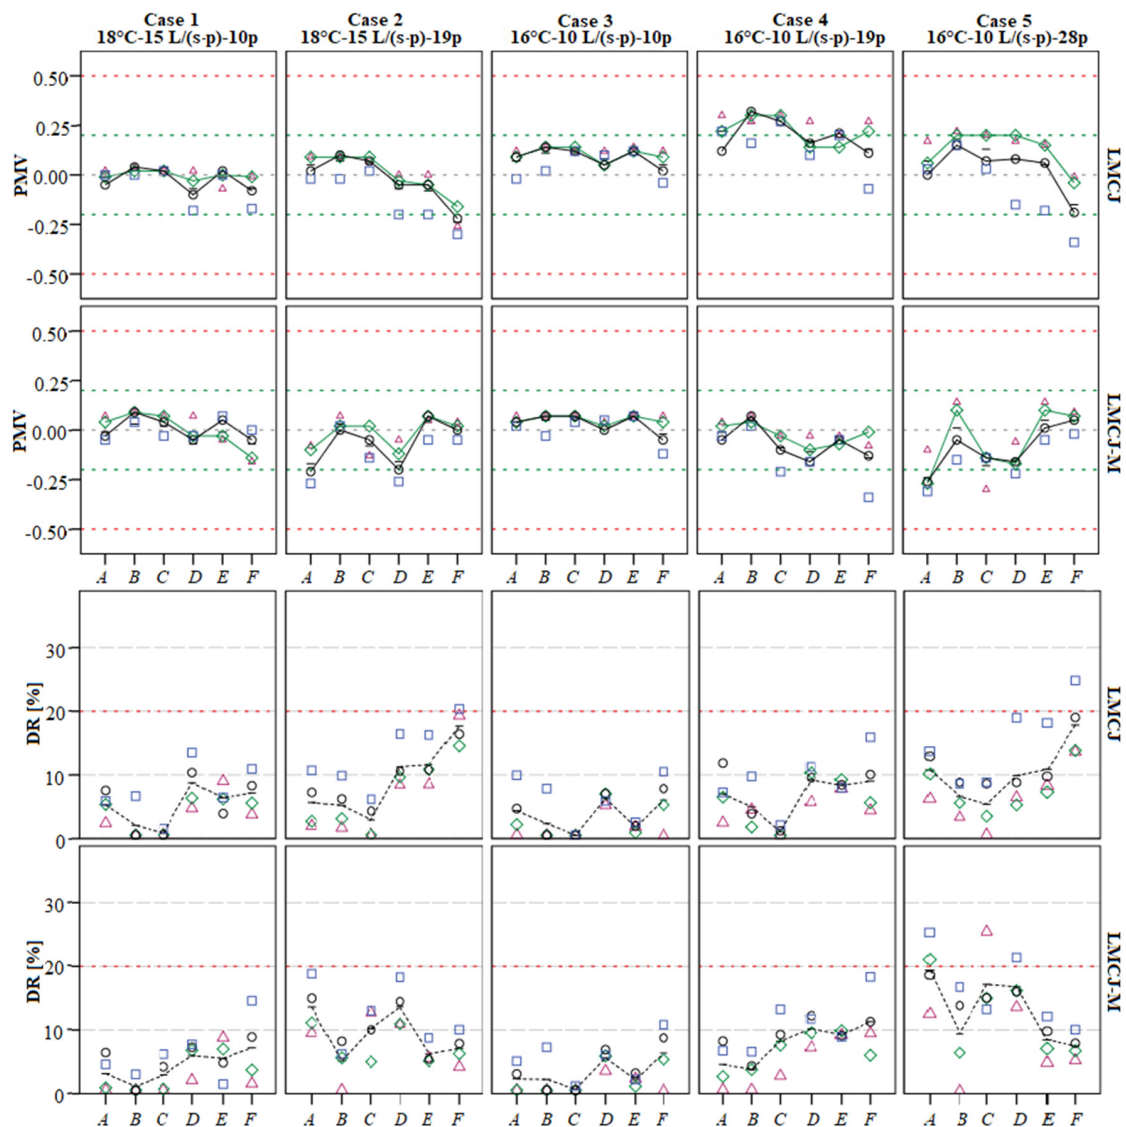 Case 1 Case 2 Case 3 Case 4 Case 5
18°C-15 L/(s·p)-10p 18°C-15 L/(s·p)-19p 16°C-10 L/(s·p)-10p 16°C-10 L/(s·p)-19p 16°C-10 L/(s·p)-28p
0.50
0.25
0.00
-0.25
-0.50
PMV
LMCJ
0.50
0.25
0.00
-0.25
-0.50
PMV
LMCJ-M
A B C D E F A B C D E F A B C D E F A B C D E F A B C D E F
30
20
10
0
DR [%]
LMCJ
30
20
10
0
DR [%]
LMCJ-M
A B C D E F A B C D E F A B C D E F A B C D E F A B C D E F